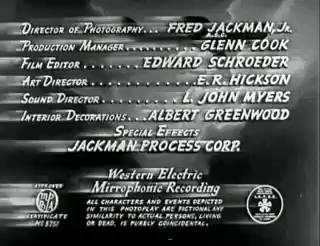 DIRECTOR OF PHOTOGRAPHY... FRED JACKMAN, Jr.
A.S.C.
PRODUCTION MANAGER.......... GLENN COOK
FILM EDITOR........ EDWARD SCHROEDER
ART DIRECTOR.............. E.R. HICKSON
SOUND DIRECTOR........... L. JOHN MYERS
INTERIOR DECORATIONS...ALBERT GREENWOOD
SPECIAL EFFECTS
JACKMAN PROCESS CORP.
Western Electric
Mirrophonic Recording
APPROVED
MP
CERTIFICATE
ALL CHARACTERS AND EVENTS DEPICTED
IN THIS PHOTOPLAY ARE FICTIONAL. ANY
SIMILARITY TO ACTUAL PERSONS, LIVING
OR DEAD, IS PURELY COINCIDENTAL.